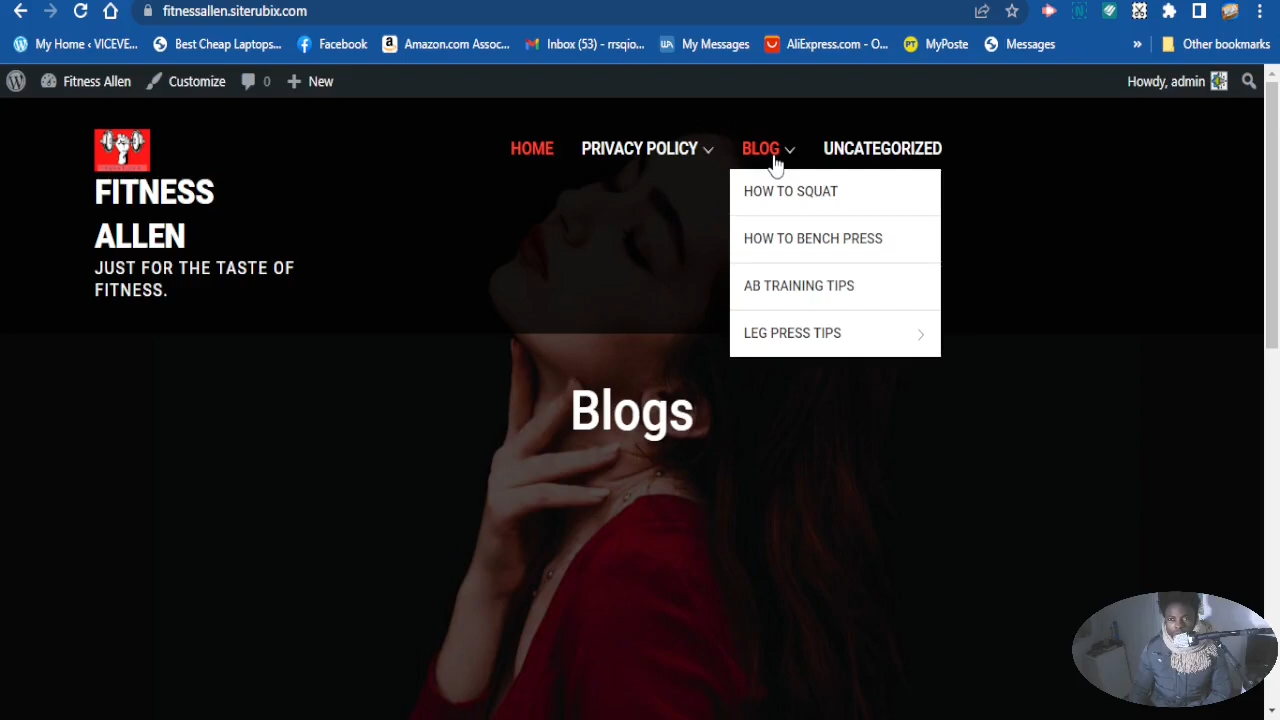 fitnessallen.siterubix.com
My Home ‹ VICEVE... Best Cheap Laptops... Facebook Amazon.com Assoc... Inbox (53) - rrsqio... My Messages AliExpress.com - O... MyPoste Messages » Other bookmarks
Fitness Allen Customize 0 New Howdy, admin
HOME PRIVACY POLICY BLOG UNCATEGORIZED
FITNESS
ALLEN
JUST FOR THE TASTE OF
FITNESS.
HOW TO SQUAT
HOW TO BENCH PRESS
AB TRAINING TIPS
LEG PRESS TIPS
Blogs